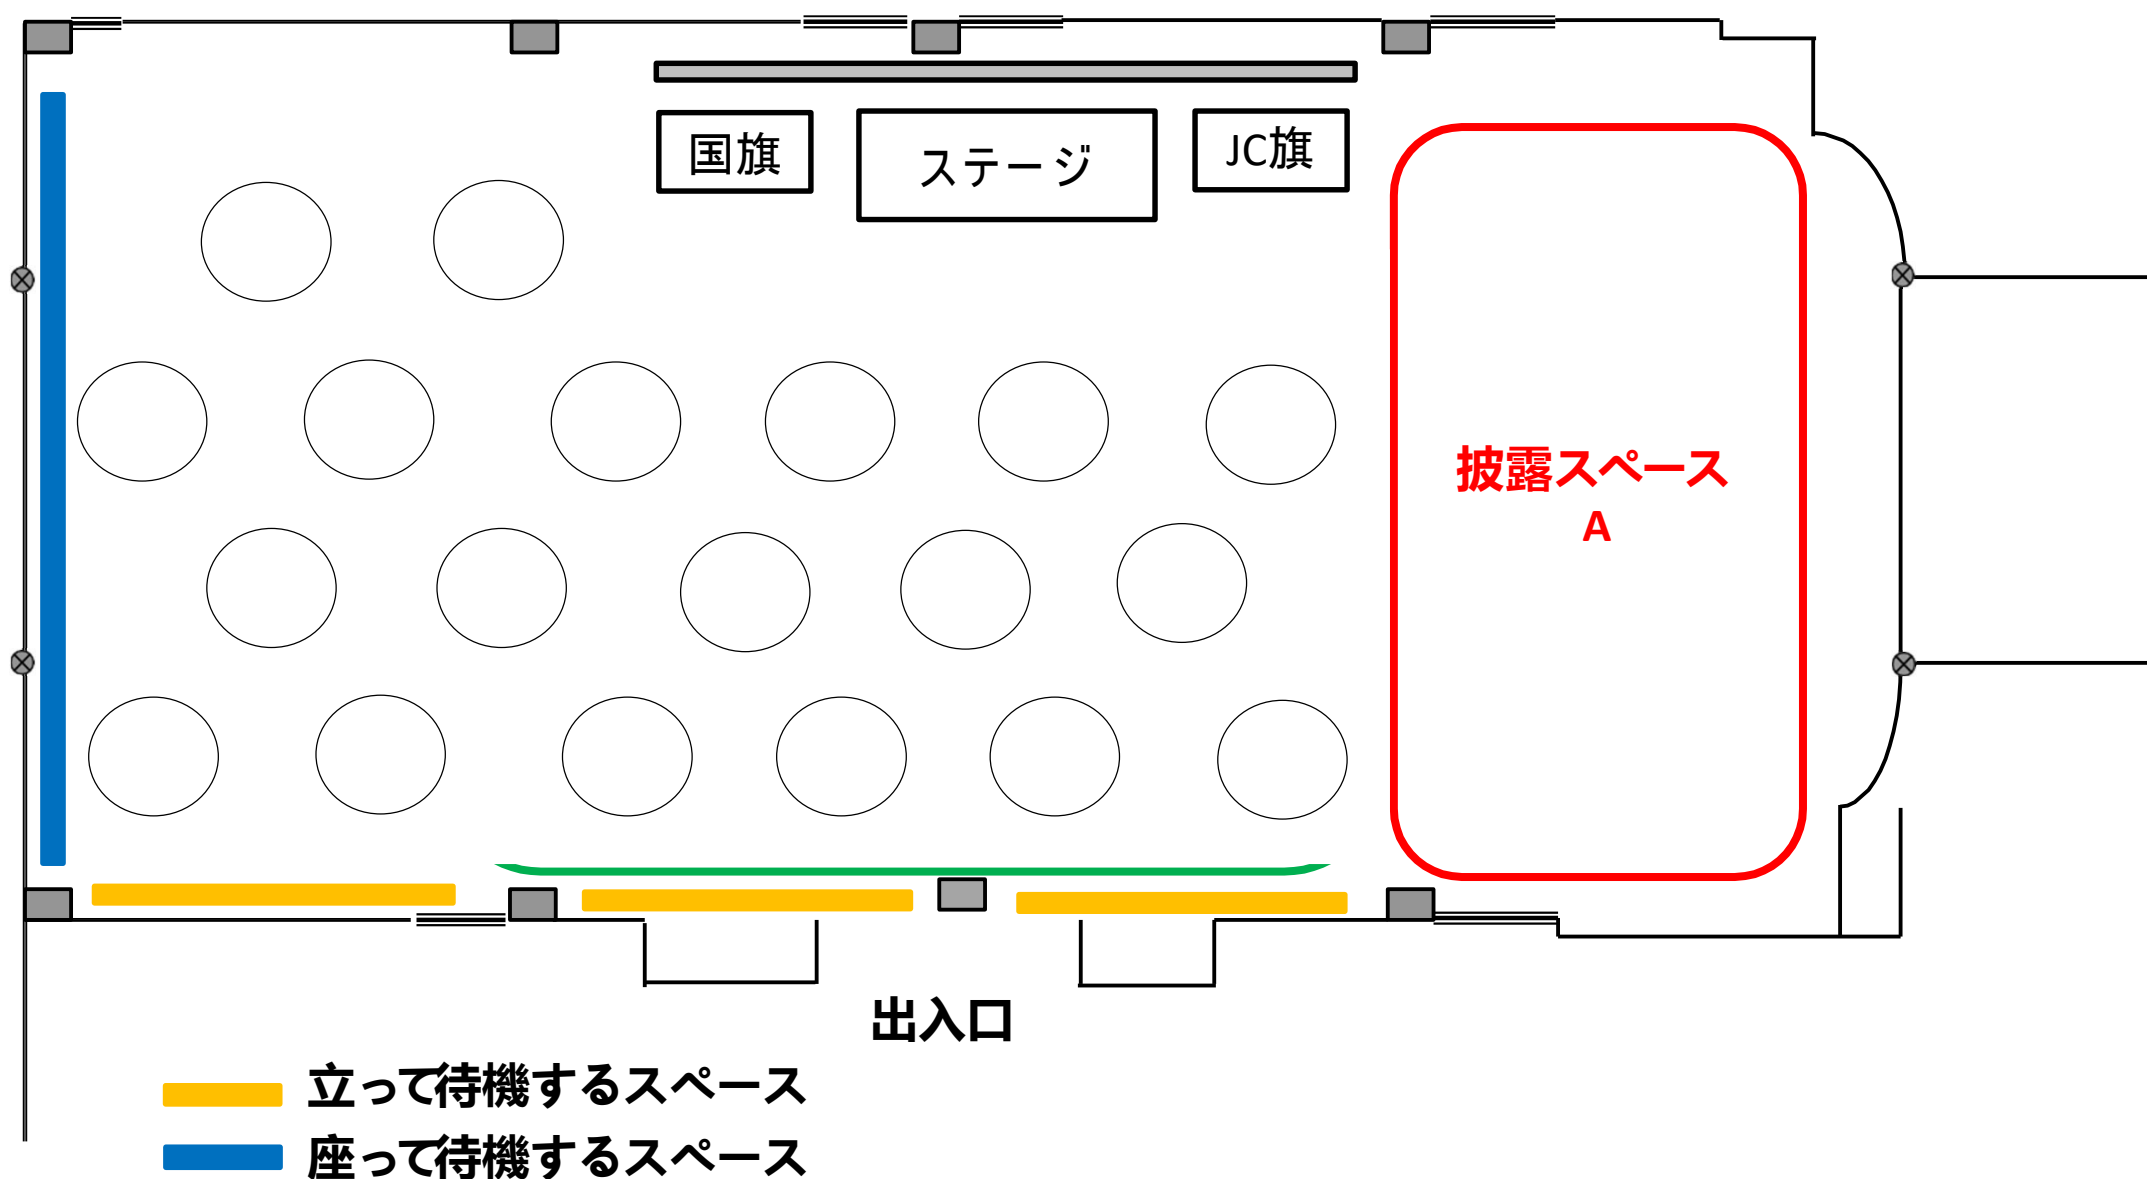 国旗
ステージ
JC旗
披露スペース
A
出入口
立って待機するスペース
座って待機するスペース